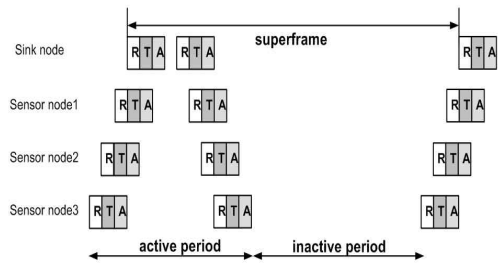 superframe
Sink node R T A R T A R T A
Sensor node1 R T A R T A R T A
Sensor node2 R T A R T A R T A
Sensor node3 R T A R T A R T A
active period inactive period